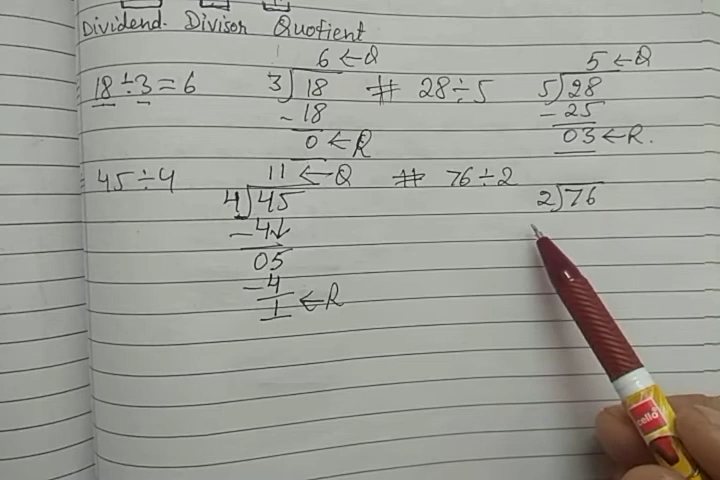 Dividend. Divisor Quotient
18 ÷ 3 = 6
6 ← Q
3) 18
- 18
0 ← R
# 28 ÷ 5
5 ← Q
5) 28
- 25
03 ← R.
45 ÷ 4
11 ← Q
4) 45
- 4↓
05
- 4
1 ← R
# 76 ÷ 2
2) 76
cello